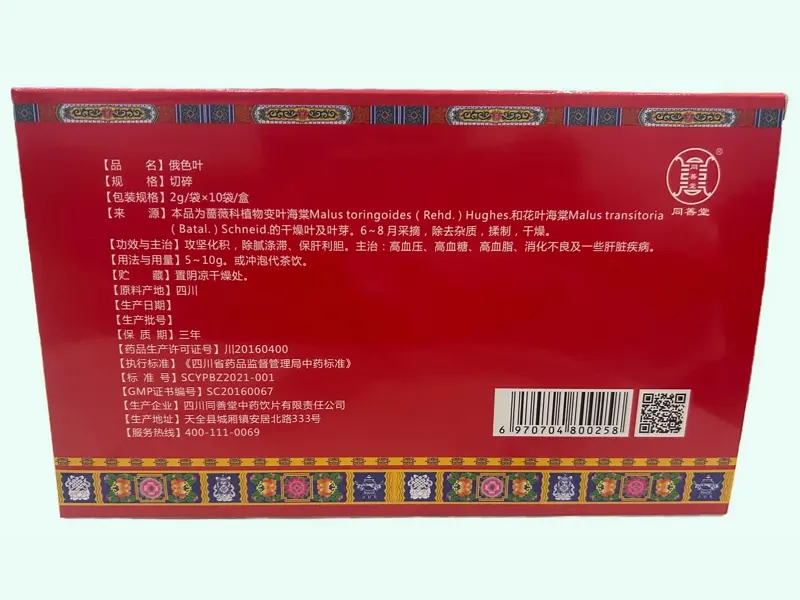 【品　　名】俄色叶
【规　　格】切碎
【包装规格】2g/袋×10袋/盒
【来　　源】本品为蔷薇科植物变叶海棠Malus toringoides（Rehd.）Hughes.和花叶海棠Malus transitoria
（Batal.）Schneid.的干燥叶及叶芽。6~8月采摘，除去杂质，揉制，干燥。
【功效与主治】攻坚化积，除腻涤滞、保肝利胆。主治：高血压、高血糖、高血脂、消化不良及一些肝脏疾病。
【用法与用量】5~10g。或冲泡代茶饮。
【贮　　藏】置阴凉干燥处。
【原料产地】四川
【生产日期】
【生产批号】
【保 质 期】三年
【药品生产许可证号】川20160400
【执行标准】《四川省药品监督管理局中药标准》
【标 准 号】SCYPBZ2021-001
【GMP证书编号】SC20160067
【生产企业】四川同善堂中药饮片有限责任公司
【生产地址】天全县城厢镇安居北路333号
【服务热线】400-111-0069
同善堂
®
同善堂
6 970704 800258